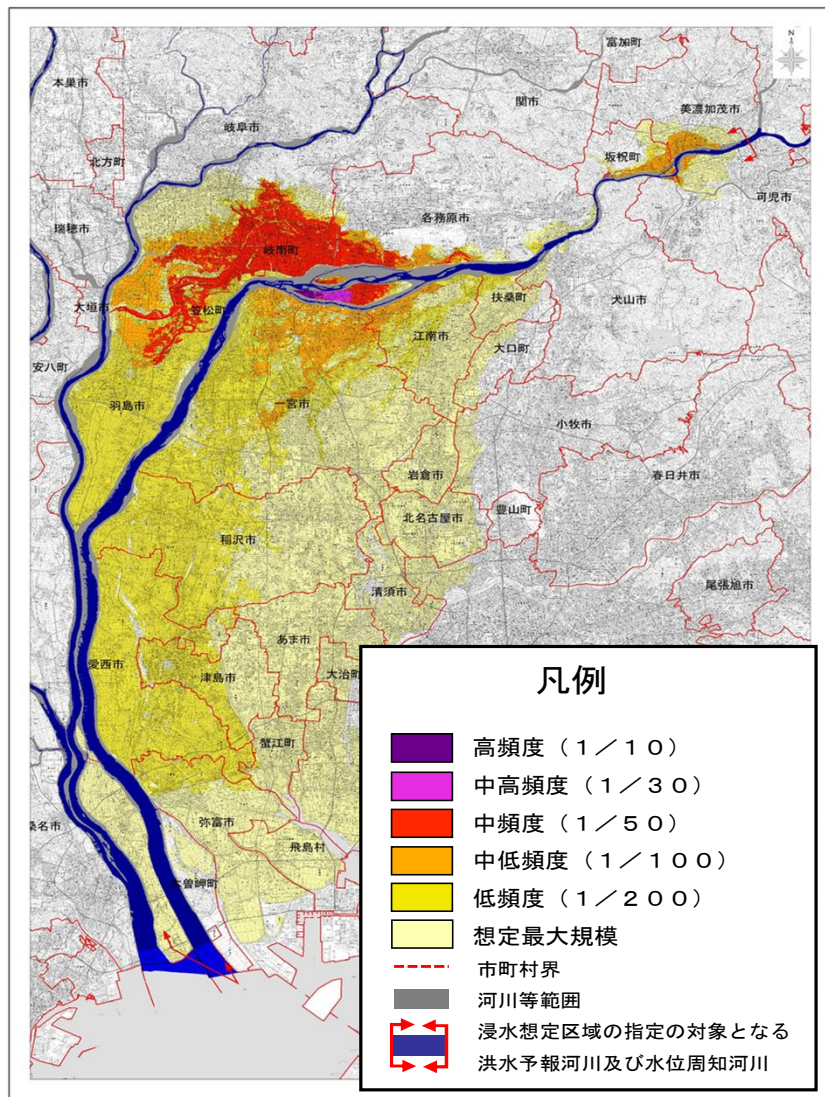 N
富加町
本巣市
関市
美濃加茂市
岐阜市
坂祝町
北方町
可児市
各務原市
瑞穂市
岐南町
扶桑町
犬山市
大垣市
笠松町
江南市
大口町
安八町
羽島市
一宮市
小牧市
岩倉市
春日井市
北名古屋市
豊山町
稲沢市
尾張旭市
清須市
あま市
愛西市
津島市
大治町
蟹江町
桑名市
弥富市
飛島村
木曽岬町
凡例
高頻度(1/10)
中高頻度(1/30)
中頻度(1/50)
中低頻度(1/100)
低頻度(1/200)
想定最大規模
市町村界
河川等範囲
浸水想定区域の指定の対象となる
洪水予報河川及び水位周知河川